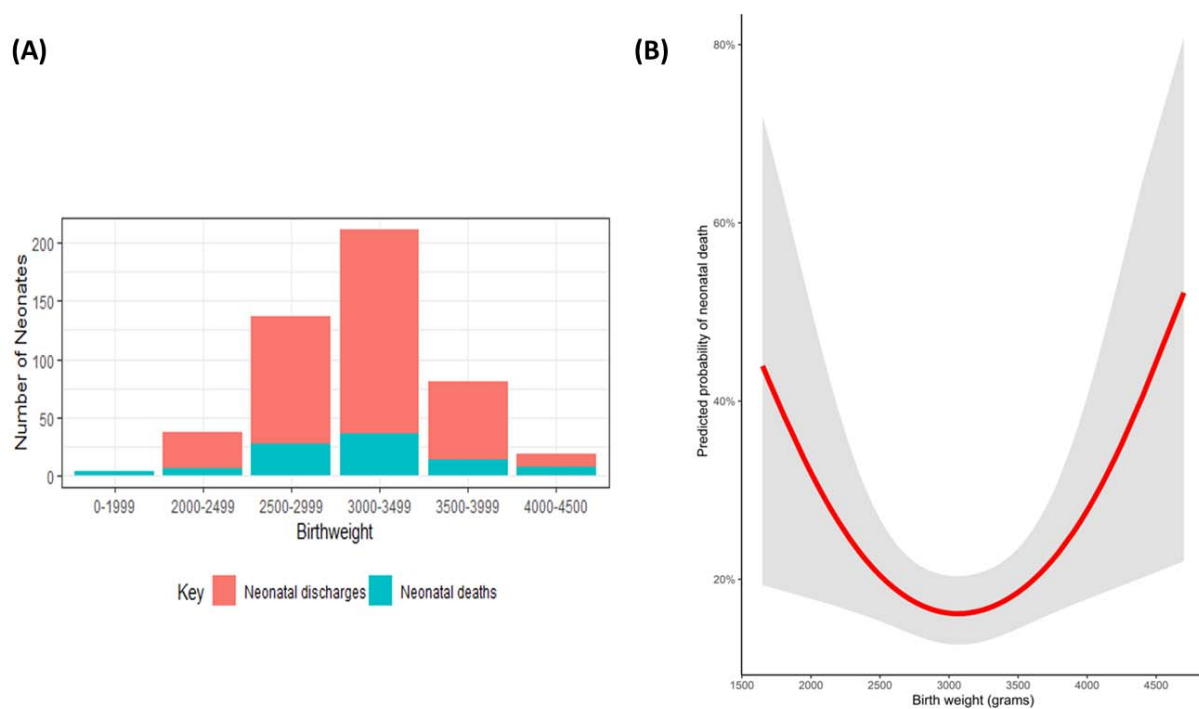 (A)
Number of Neonates
200
150
100
50
0
0-1999 2000-2499 2500-2999 3000-3499 3500-3999 4000-4500
Birthweight
Key Neonatal discharges Neonatal deaths
(B)
Predicted probability of neonatal death
80%
60%
40%
20%
1500 2000 2500 3000 3500 4000 4500
Birth weight (grams)